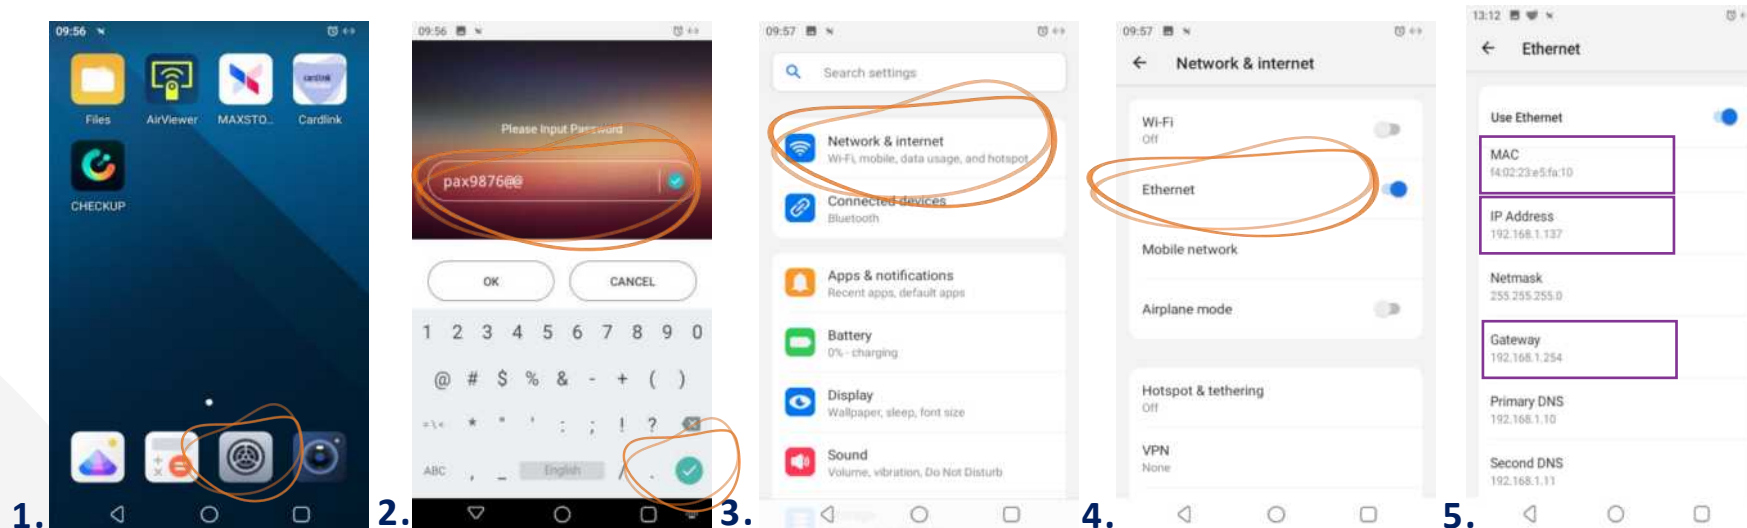 09:56
Files
AirViewer
MAXSTO...
cardlink
Cardlink
CHECKUP
1.
09:56
Please Input Password
pax9876@@
OK
CANCEL
1 2 3 4 5 6 7 8 9 0
@ # $ % & - + ( )
=\< * " ' : ; ! ?
ABC , _ English / .
2.
09:57
Search settings
Network & internet
Wi-Fi, mobile, data usage, and hotspot
Connected devices
Bluetooth
Apps & notifications
Recent apps, default apps
Battery
0% - charging
Display
Wallpaper, sleep, font size
Sound
Volume, vibration, Do Not Disturb
3.
09:57
Network & internet
Wi-Fi
Off
Ethernet
Mobile network
Airplane mode
Hotspot & tethering
Off
VPN
None
4.
13:12
Ethernet
Use Ethernet
MAC
f4:02:23:e5:fa:10
IP Address
192.168.1.137
Netmask
255.255.255.0
Gateway
192.168.1.254
Primary DNS
192.168.1.10
Second DNS
192.168.1.11
5.